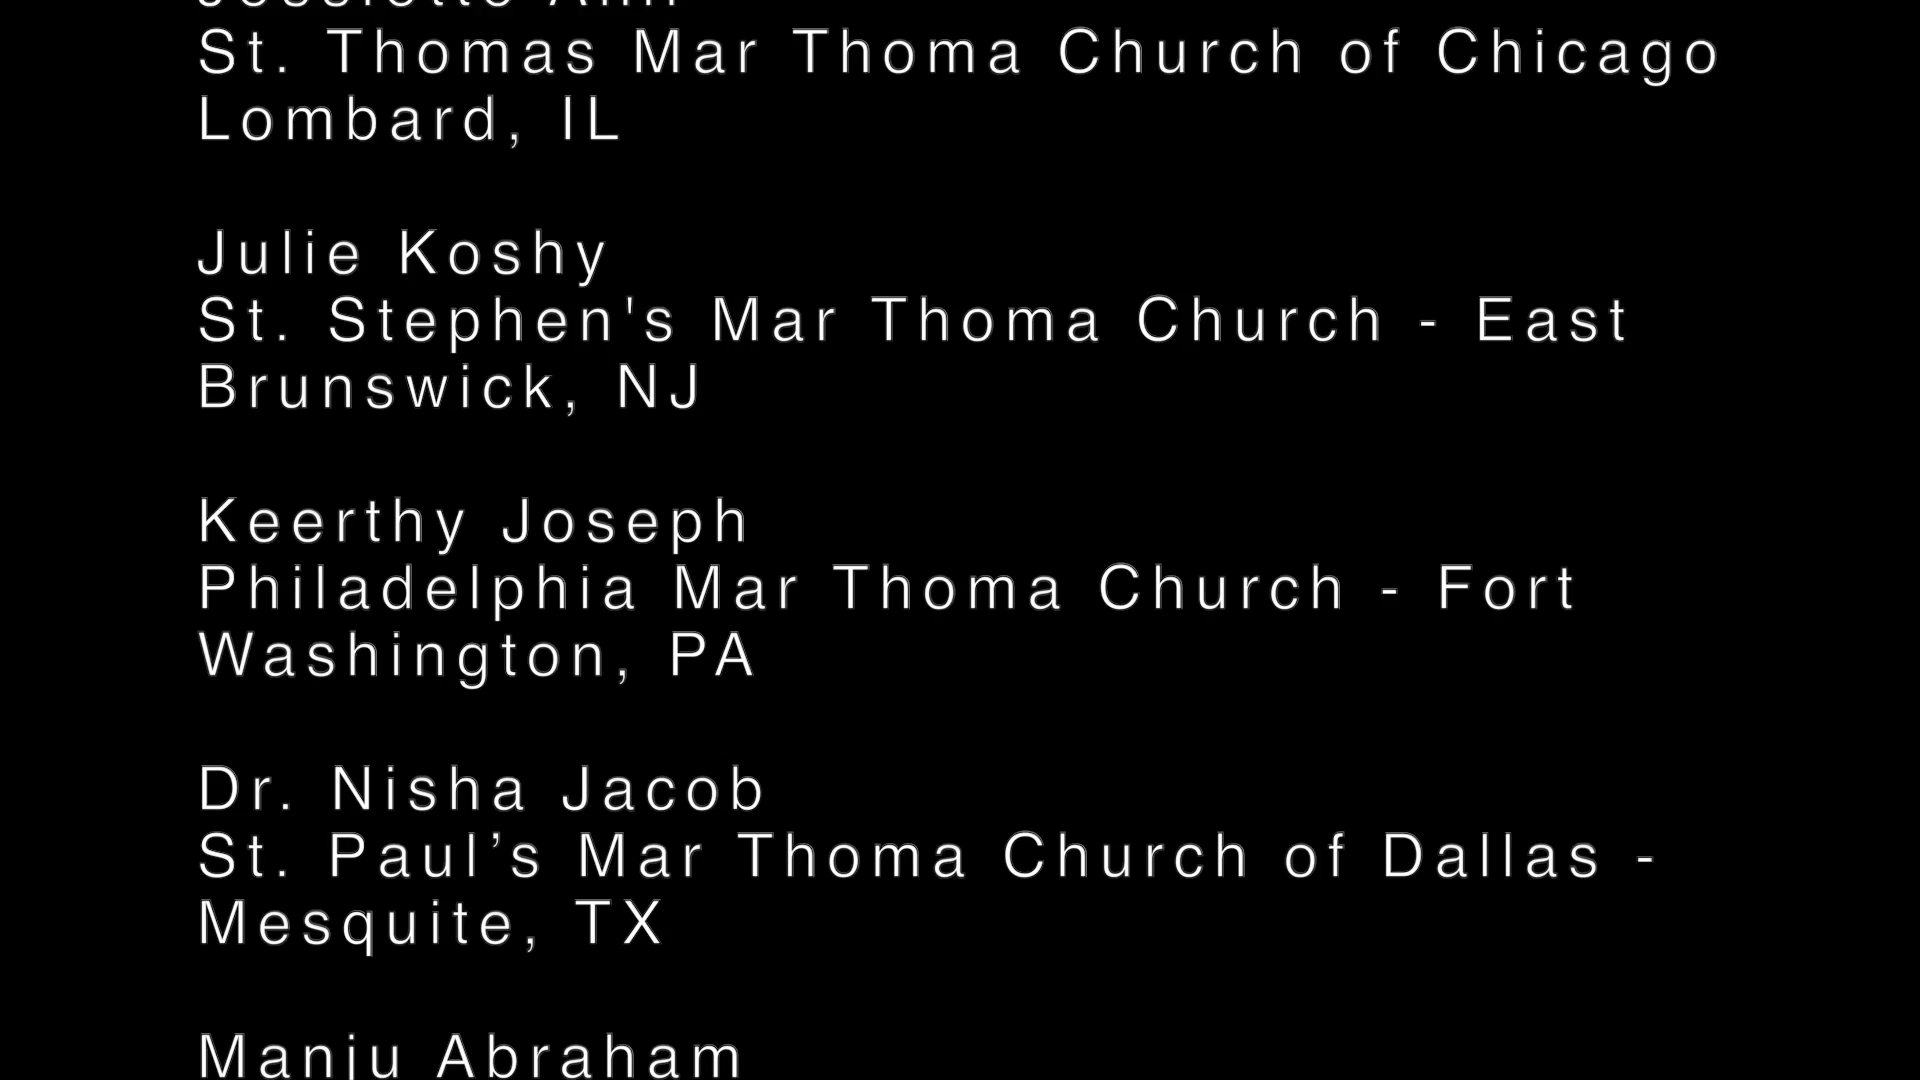 St. Thomas Mar Thoma Church of Chicago
Lombard, IL
Julie Koshy
St. Stephen's Mar Thoma Church - East
Brunswick, NJ
Keerthy Joseph
Philadelphia Mar Thoma Church - Fort
Washington, PA
Dr. Nisha Jacob
St. Paul’s Mar Thoma Church of Dallas -
Mesquite, TX
Manju Abraham